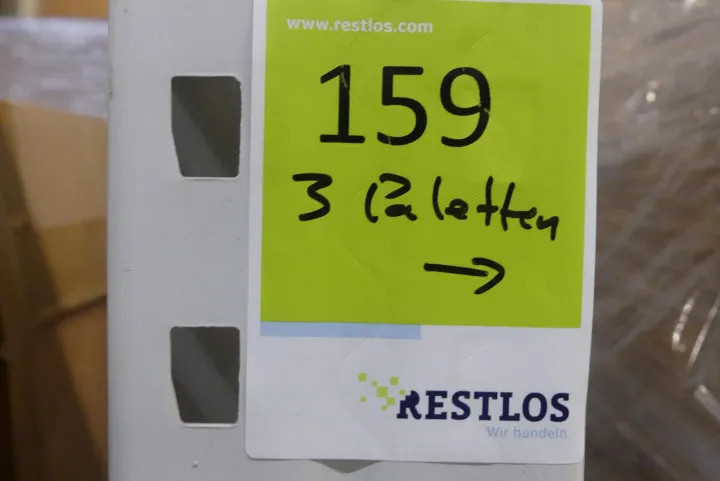 www.restlos.com
159
3 Paletten
→
RESTLOS
Wir handeln.